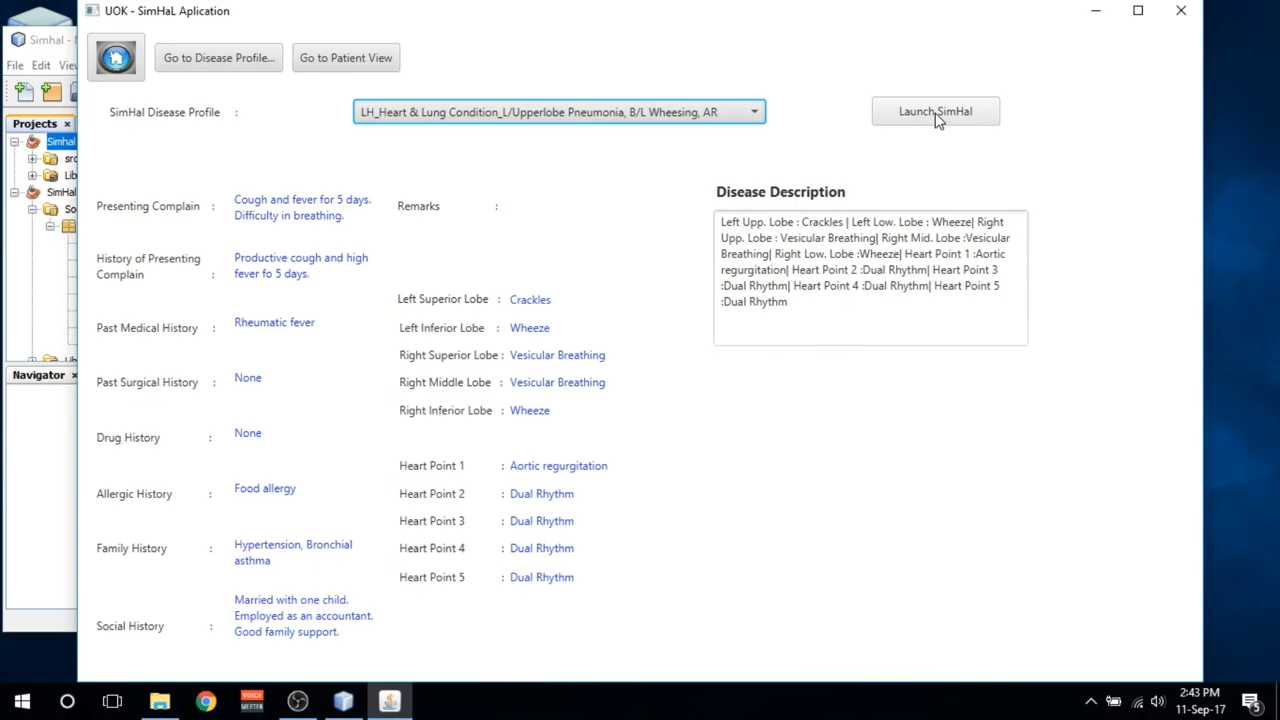 UOK - SimHaL Aplication
Simhal -
File Edit
Go to Disease Profile...
Go to Patient View
SimHal Disease Profile :
LH_Heart & Lung Condition_L/Upperlobe Pneumonia, B/L Wheesing, AR
Launch SimHal
Projects ×
Simhal
SimHal
Navigator ×
Presenting Complain : Cough and fever for 5 days.
Difficulty in breathing.
History of Presenting
Complain : Productive cough and high
fever fo 5 days.
Past Medical History : Rheumatic fever
Past Surgical History : None
Drug History : None
Allergic History : Food allergy
Family History : Hypertension, Bronchial
asthma
Social History : Married with one child.
Employed as an accountant.
Good family support.
Remarks :
Left Superior Lobe : Crackles
Left Inferior Lobe : Wheeze
Right Superior Lobe : Vesicular Breathing
Right Middle Lobe : Vesicular Breathing
Right Inferior Lobe : Wheeze
Heart Point 1 : Aortic regurgitation
Heart Point 2 : Dual Rhythm
Heart Point 3 : Dual Rhythm
Heart Point 4 : Dual Rhythm
Heart Point 5 : Dual Rhythm
Disease Description
Left Upp. Lobe : Crackles | Left Low. Lobe : Wheeze| Right
Upp. Lobe : Vesicular Breathing| Right Mid. Lobe :Vesicular
Breathing| Right Low. Lobe :Wheeze| Heart Point 1 :Aortic
regurgitation| Heart Point 2 :Dual Rhythm| Heart Point 3
:Dual Rhythm| Heart Point 4 :Dual Rhythm| Heart Point 5
:Dual Rhythm
VOICE
MEETER
2:43 PM
11-Sep-17
5